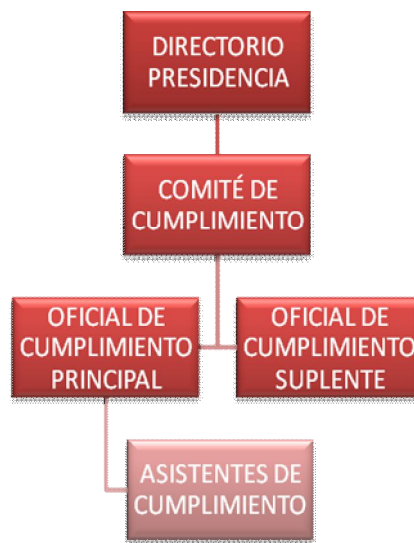 DIRECTORIO
PRESIDENCIA
COMITÉ DE
CUMPLIMIENTO
OFICIAL DE
CUMPLIMIENTO
PRINCIPAL
OFICIAL DE
CUMPLIMIENTO
SUPLENTE
ASISTENTES DE
CUMPLIMIENTO